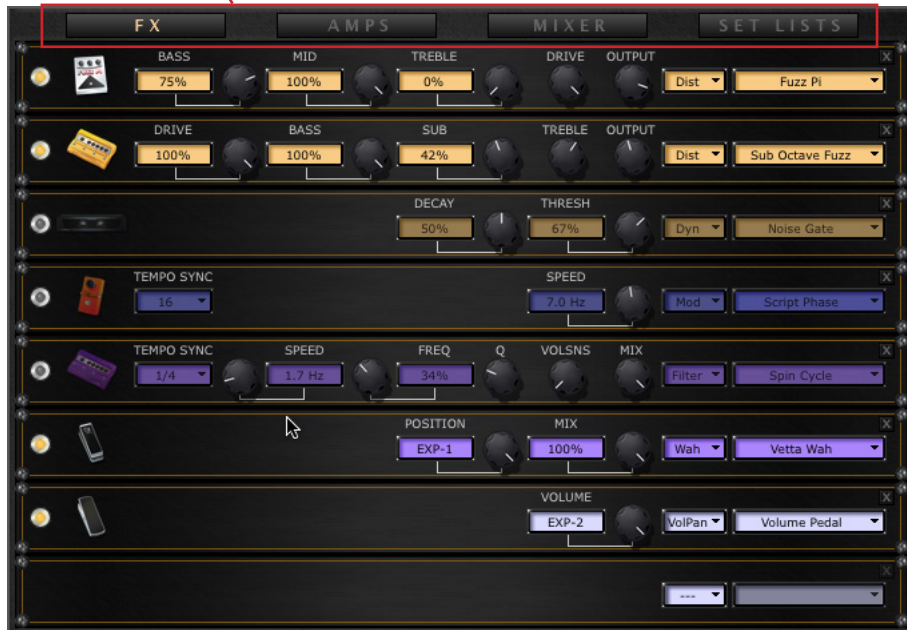 FX AMPS MIXER SET LISTS
X
BASS MID TREBLE DRIVE OUTPUT
75% 100% 0% Dist Fuzz Pi
X
DRIVE BASS SUB TREBLE OUTPUT
100% 100% 42% Dist Sub Octave Fuzz
X
DECAY THRESH
50% 67% Dyn Noise Gate
X
TEMPO SYNC SPEED
16 7.0 Hz Mod Script Phase
X
TEMPO SYNC SPEED FREQ Q VOLSNS MIX
1/4 1.7 Hz 34% Filter Spin Cycle
X
POSITION MIX
EXP-1 100% Wah Vetta Wah
X
VOLUME
EXP-2 VolPan Volume Pedal
X
---